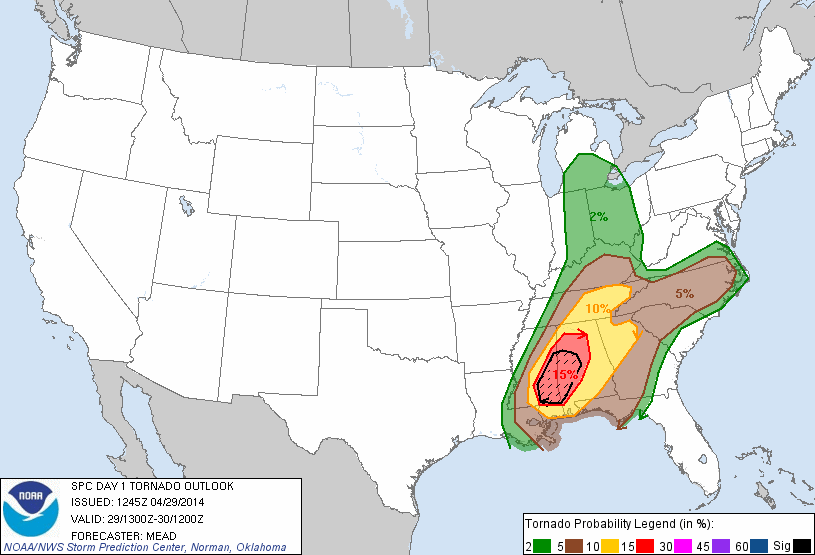 2%
5%
10%
15%
NOAA
SPC DAY 1 TORNADO OUTLOOK
ISSUED: 1245Z 04/29/2014
VALID: 29/1300Z-30/1200Z
FORECASTER: MEAD
NOAA/NWS Storm Prediction Center, Norman, Oklahoma
Tornado Probability Legend (in %):
2 5 10 15 30 45 60 Sig